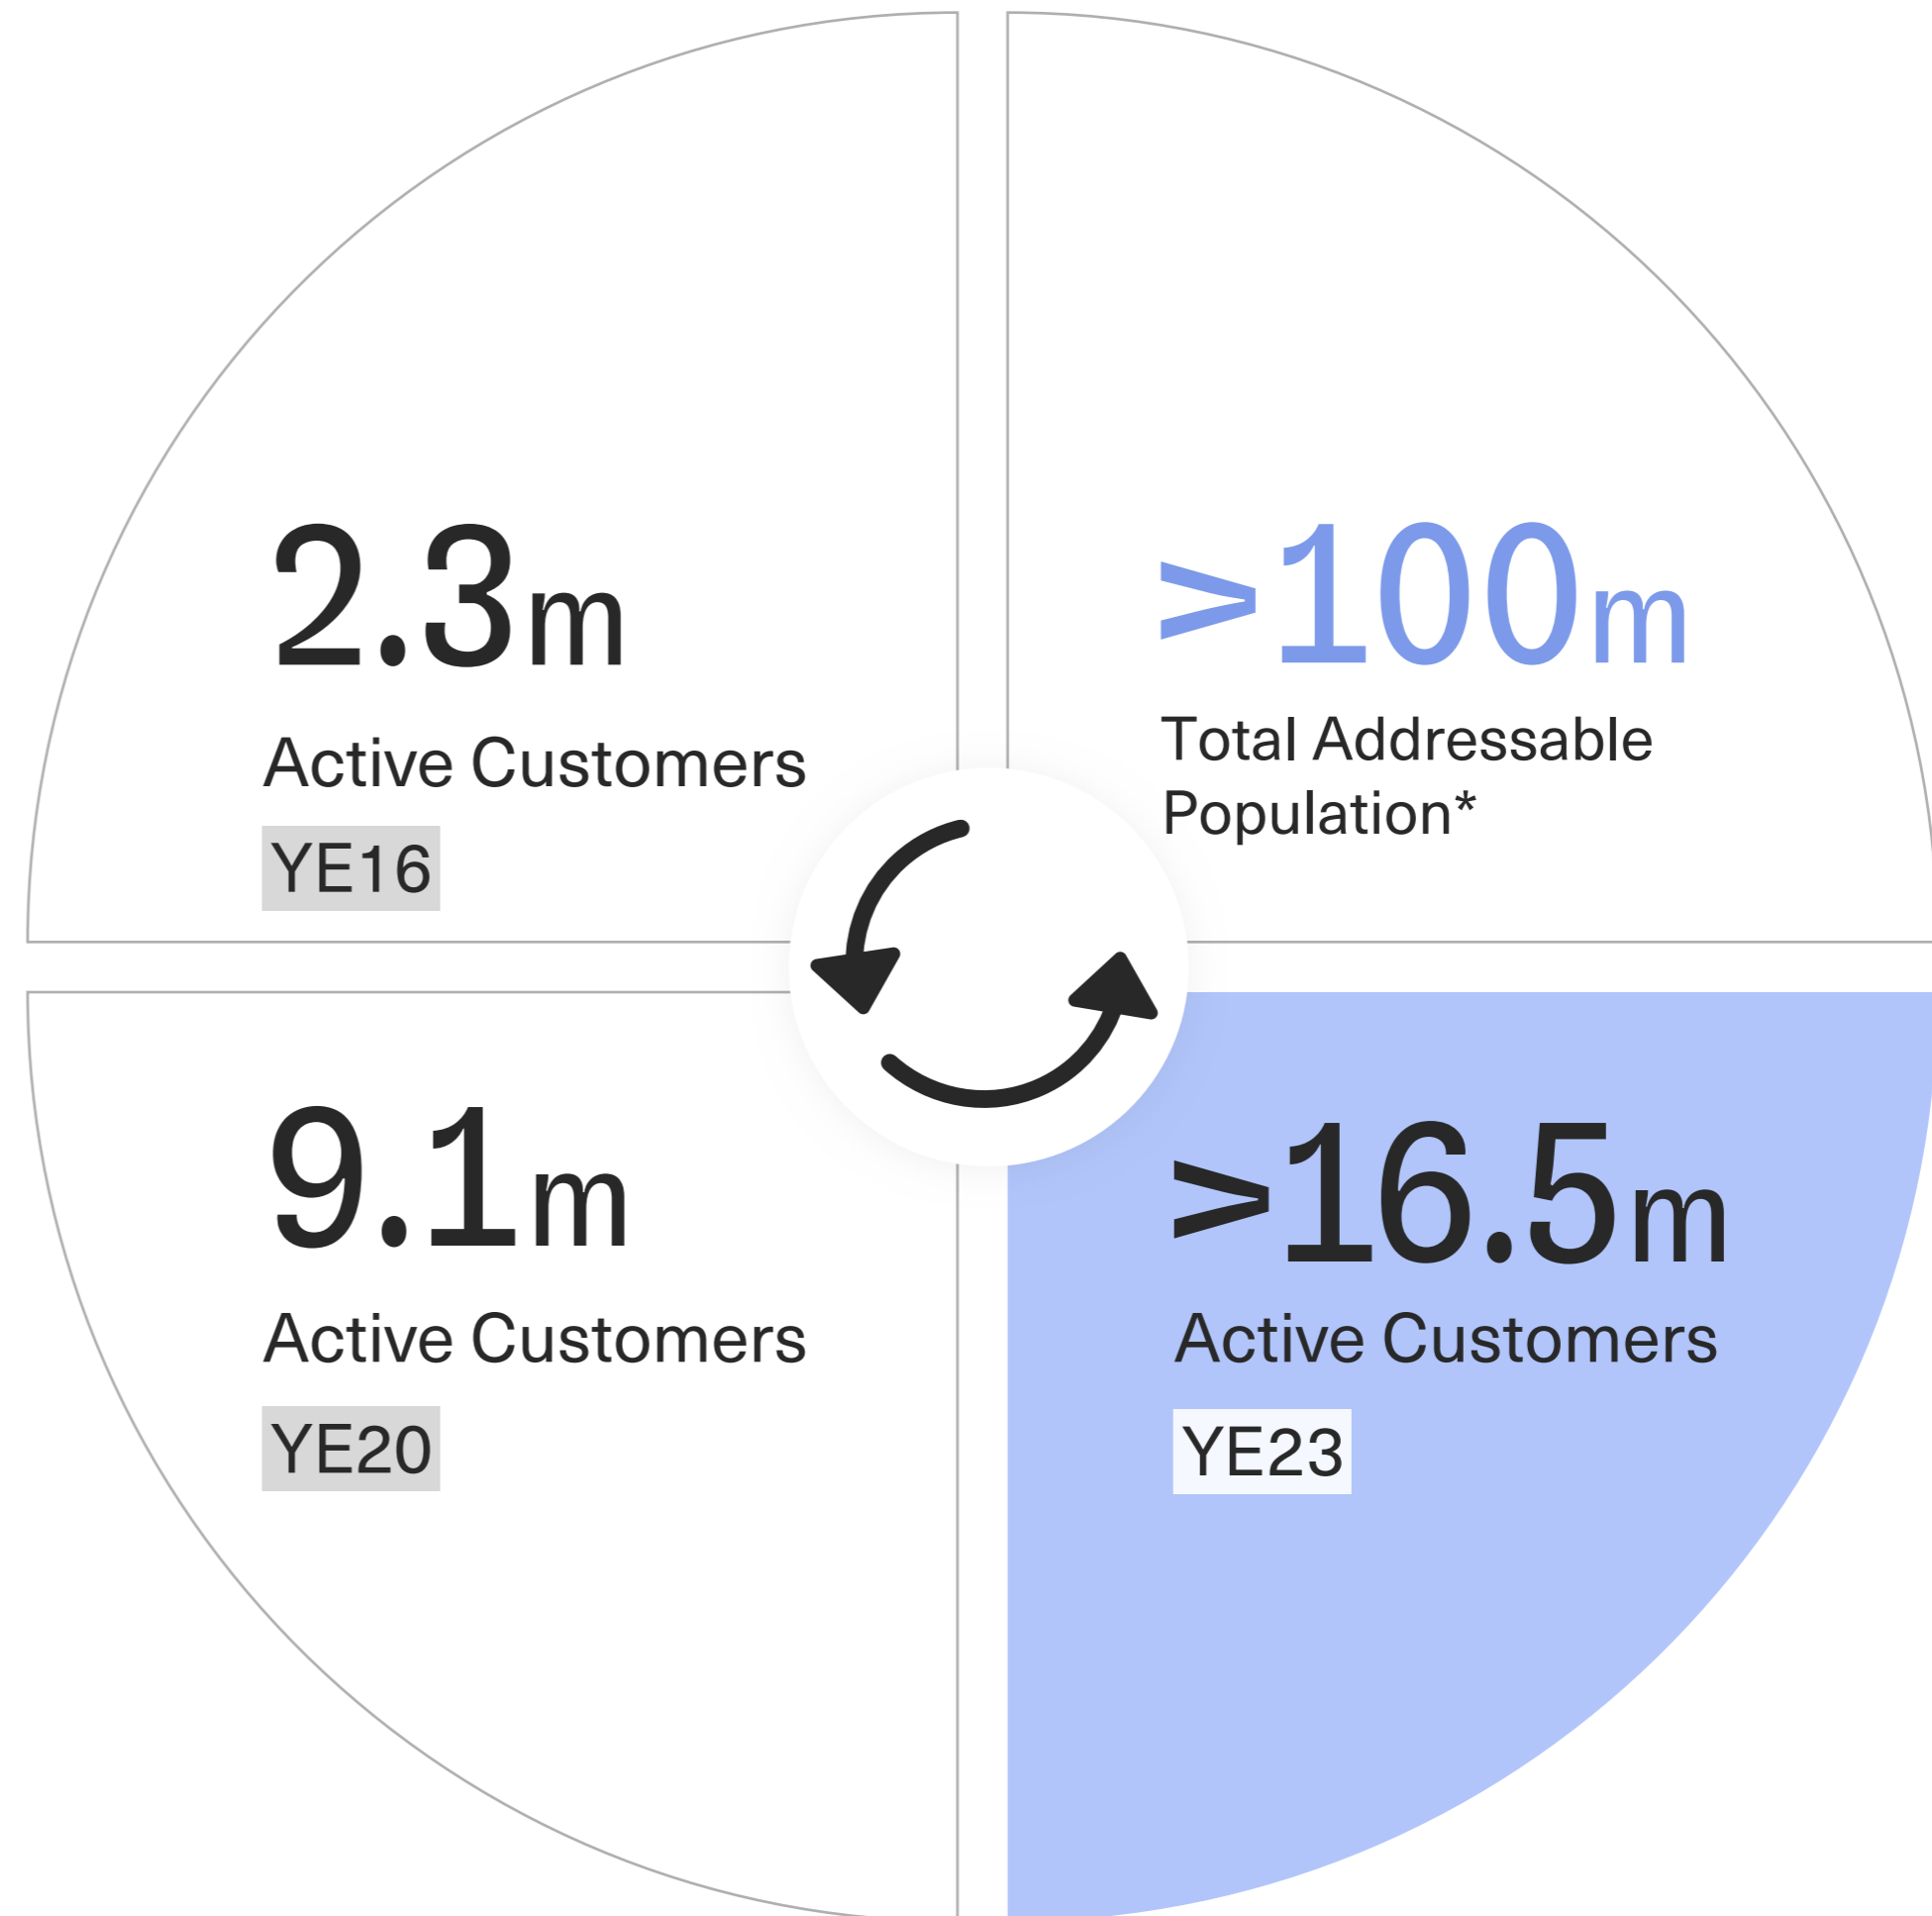 2.3m
Active Customers
YE16
>100m
Total Addressable
Population*
9.1m
Active Customers
YE20
>16.5m
Active Customers
YE23